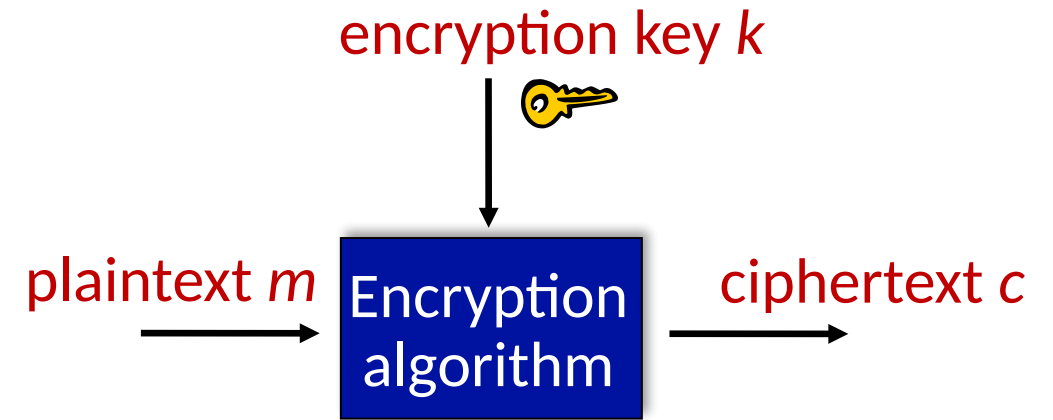 encryption key k
plaintext m
Encryption
algorithm
ciphertext c